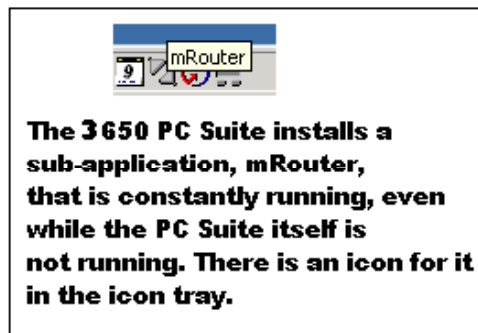 mRouter
9
The 3650 PC Suite installs a
sub-application, mRouter,
that is constantly running, even
while the PC Suite itself is
not running. There is an icon for it
in the icon tray.